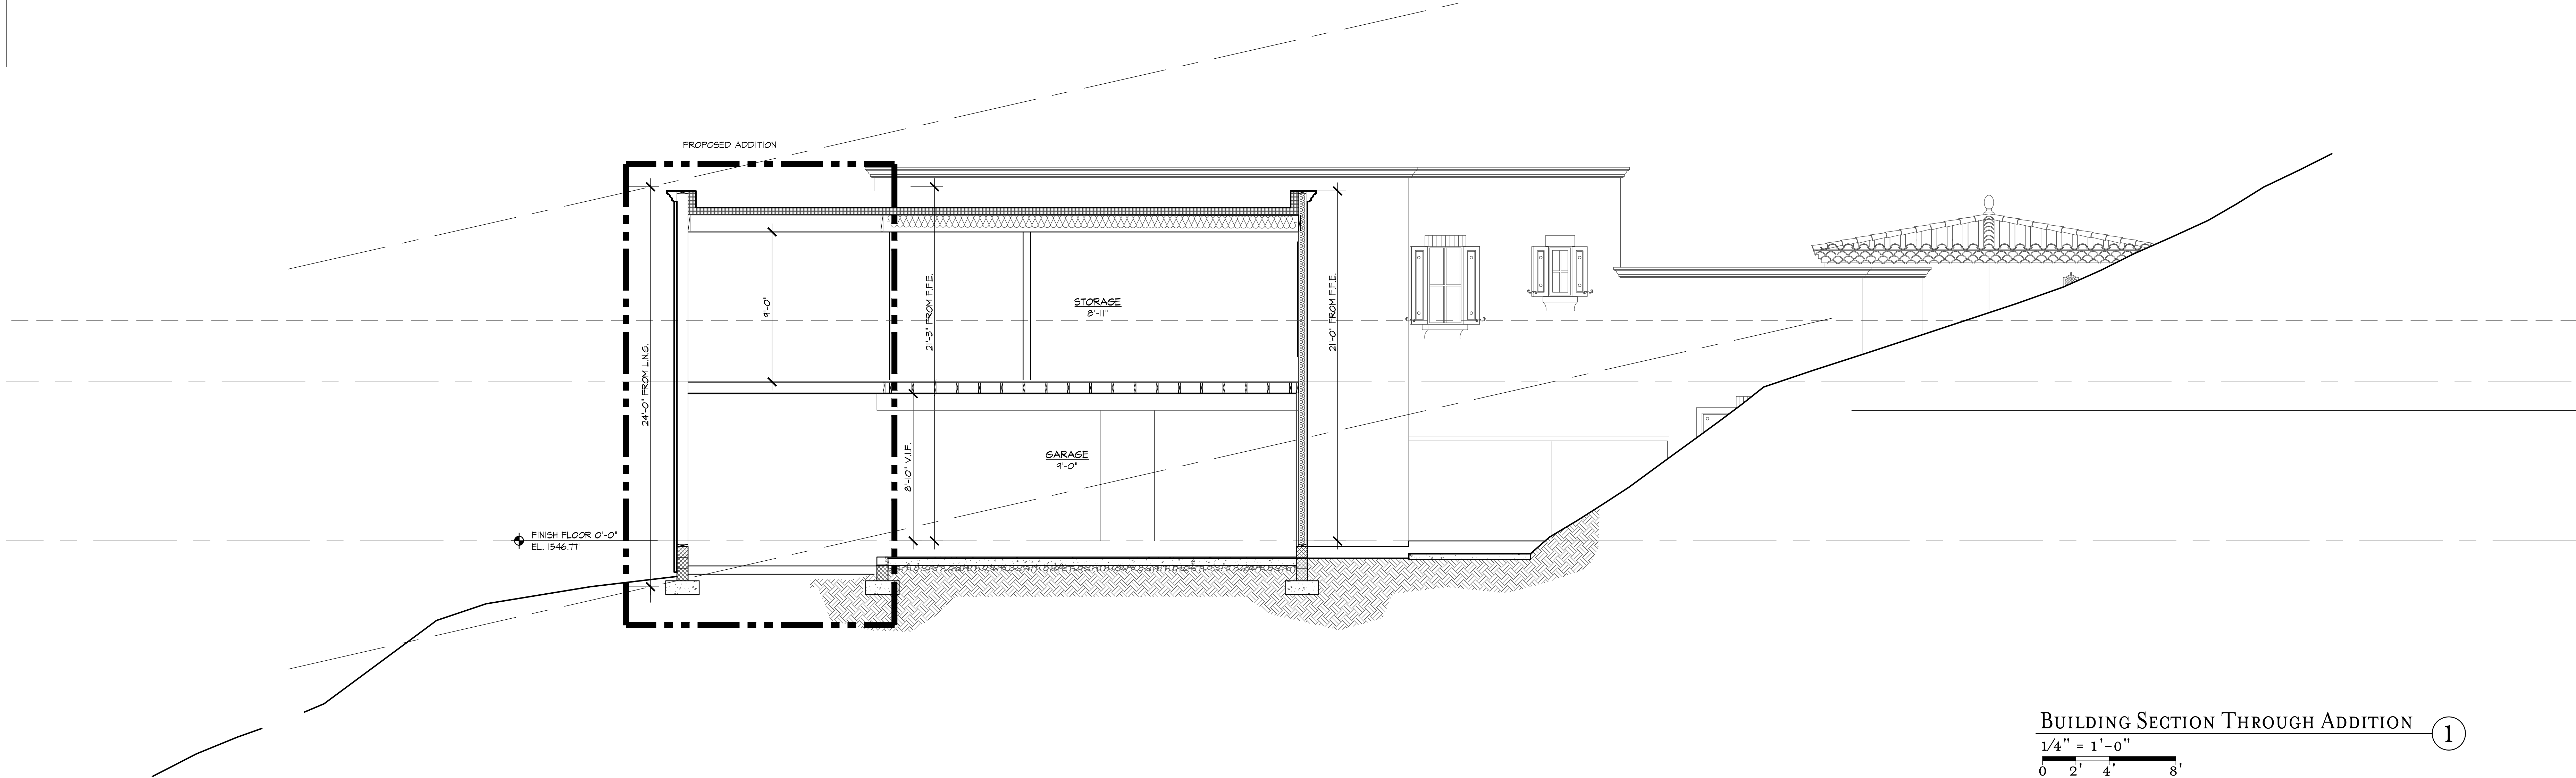 PROPOSED ADDITION
24'-0" FROM L.N.G.
9'-0"
21'-3" FROM F.F.E.
STORAGE
8'-11"
21'-0" FROM F.F.E.
8'-10" V.I.F.
GARAGE
9'-0"
FINISH FLOOR 0'-0"
EL. 1546.77'
BUILDING SECTION THROUGH ADDITION
1
1/4" = 1'-0"
0 2' 4' 8'